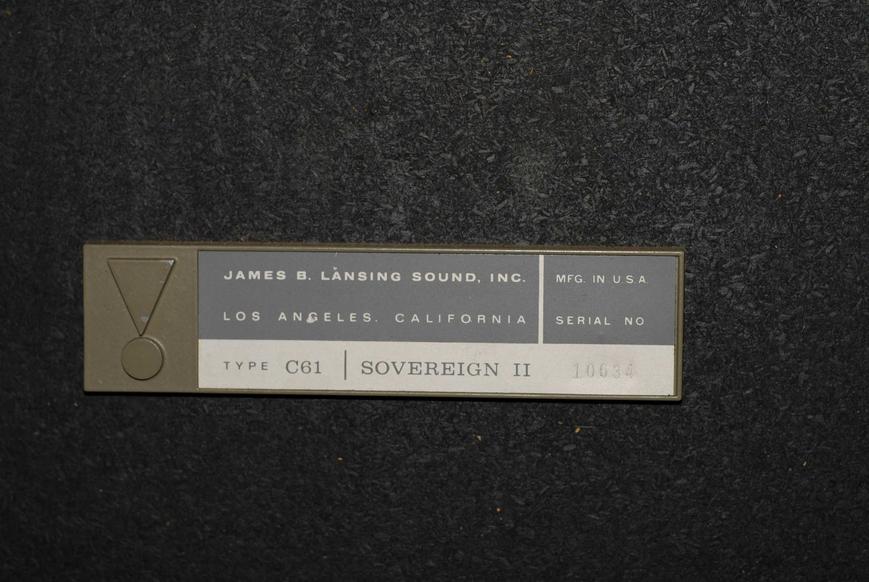 JAMES B. LANSING SOUND, INC.
LOS ANGELES. CALIFORNIA
MFG. IN U.S.A.
SERIAL NO
TYPE C61 | SOVEREIGN II
10634